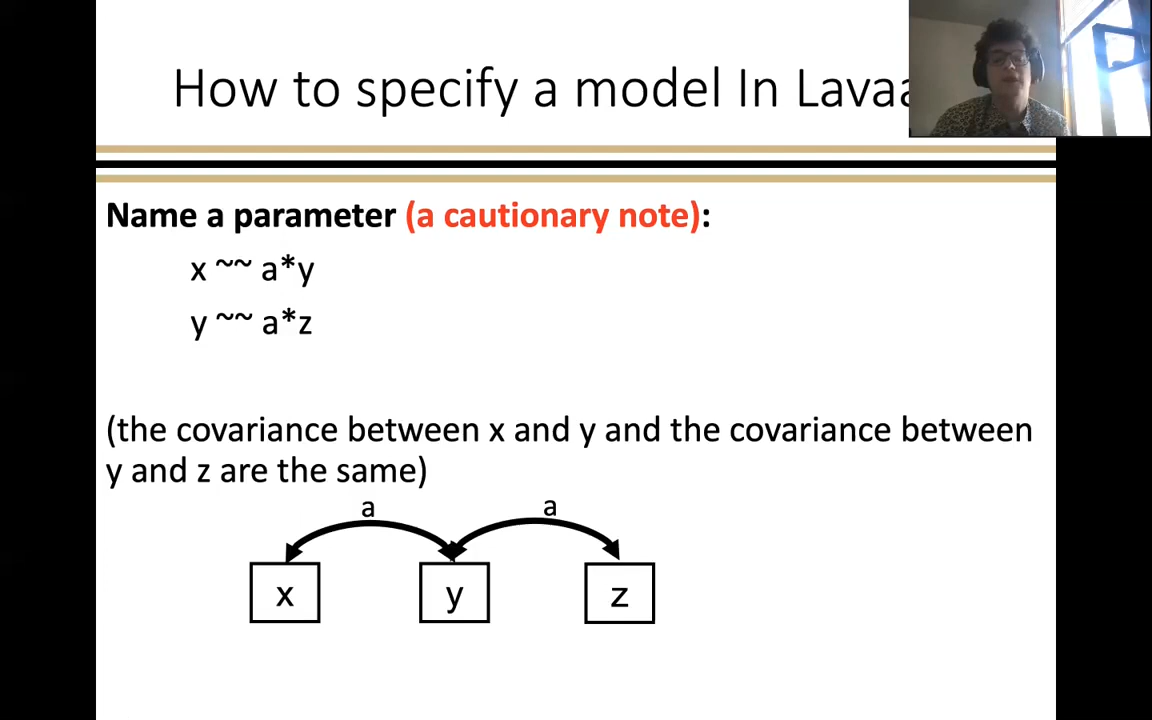 How to specify a model In Lavaa
Name a parameter (a cautionary note):
x ~~ a*y
y ~~ a*z
(the covariance between x and y and the covariance between
y and z are the same)
a a
x y z